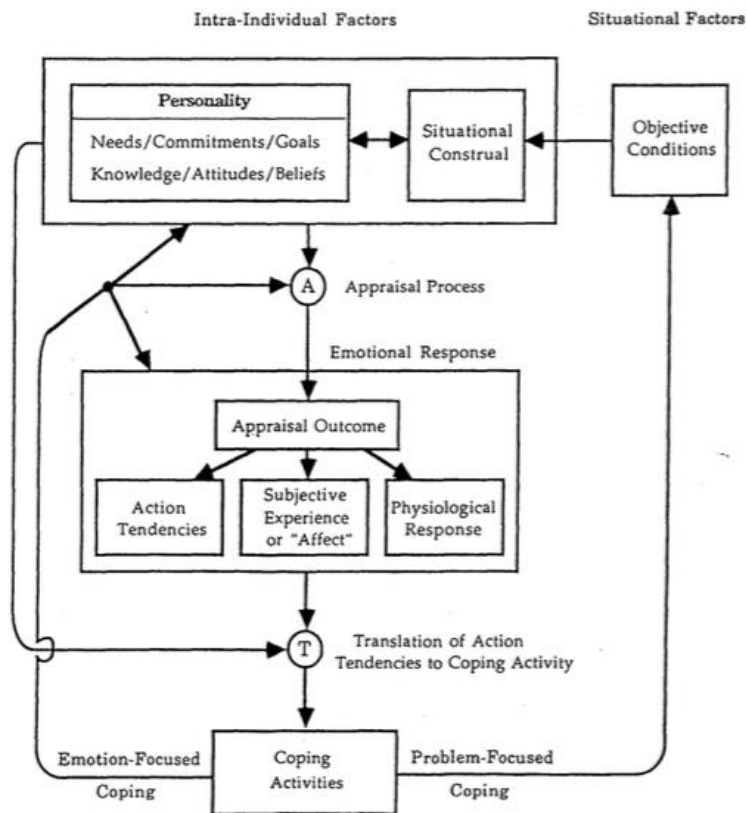 Intra-Individual Factors
Situational Factors
Personality
Needs/Commitments/Goals
Knowledge/Attitudes/Beliefs
Situational
Construal
Objective
Conditions
A
Appraisal Process
Emotional Response
Appraisal Outcome
Action
Tendencies
Subjective
Experience
or "Affect"
Physiological
Response
T
Translation of Action
Tendencies to Coping Activity
Emotion-Focused
Coping
Coping
Activities
Problem-Focused
Coping